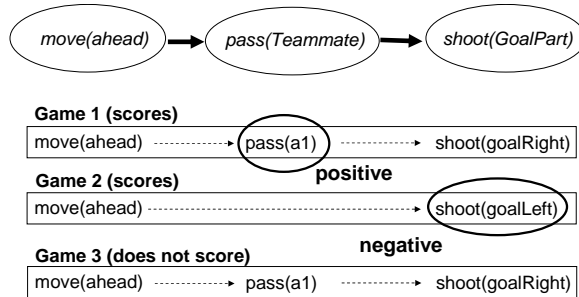 move(ahead) pass(Teammate) shoot(GoalPart)
Game 1 (scores)
move(ahead) pass(a1) shoot(goalRight)
positive
Game 2 (scores)
move(ahead) shoot(goalLeft)
negative
Game 3 (does not score)
move(ahead) pass(a1) shoot(goalRight)